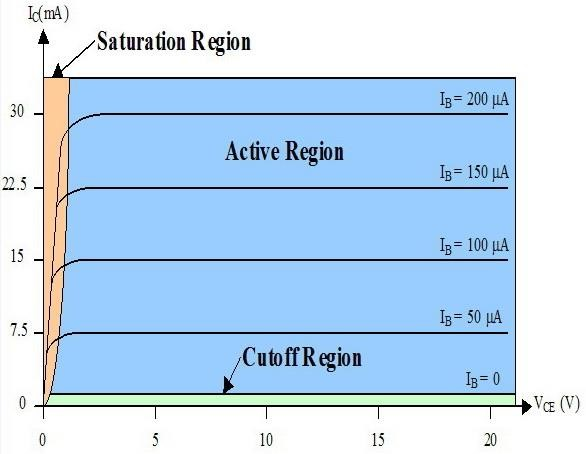 IC(mA)
Saturation Region
30
IB = 200 µA
Active Region
22.5
IB = 150 µA
15
IB = 100 µA
7.5
IB = 50 µA
Cutoff Region
IB = 0
0
VCE (V)
0 5 10 15 20